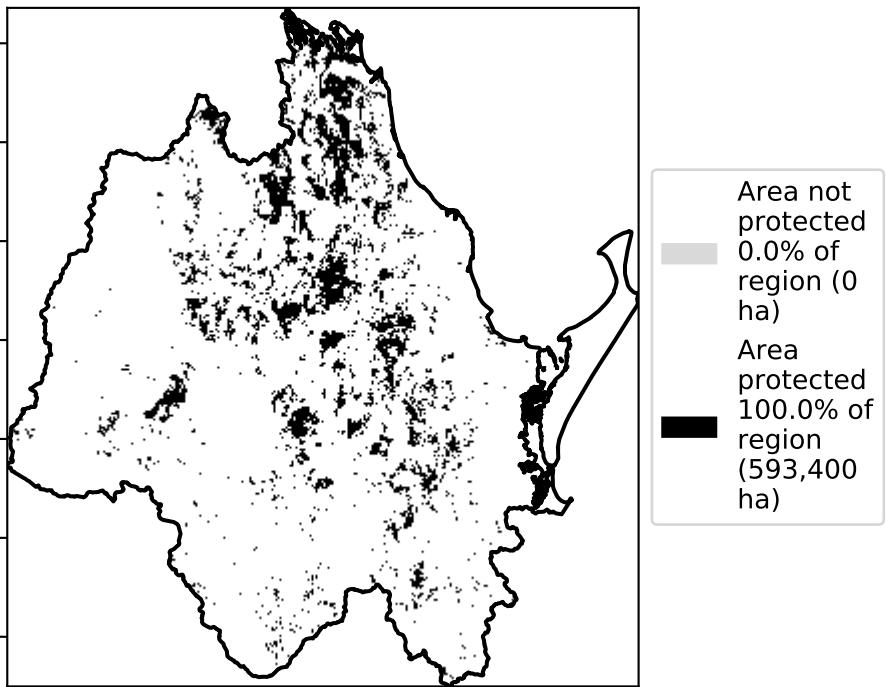 Area not
protected
0.0% of
region (0
ha)
Area
protected
100.0% of
region
(593,400
ha)